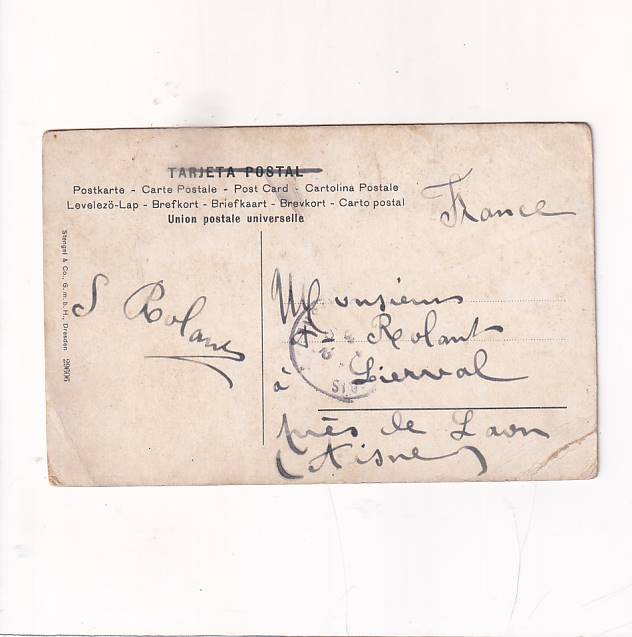 TARJETA POSTAL
Postkarte - Carte Postale - Post Card - Cartolina Postale
Levelező-Lap - Brefkort - Briefkaart - Brevkort - Carto postal
Union postale universelle
France
Stengel & Co., G. m. b. H., Dresden
S Rolant
Monsieur
Rolant
à Lierval
près de Laon
(Aisne)